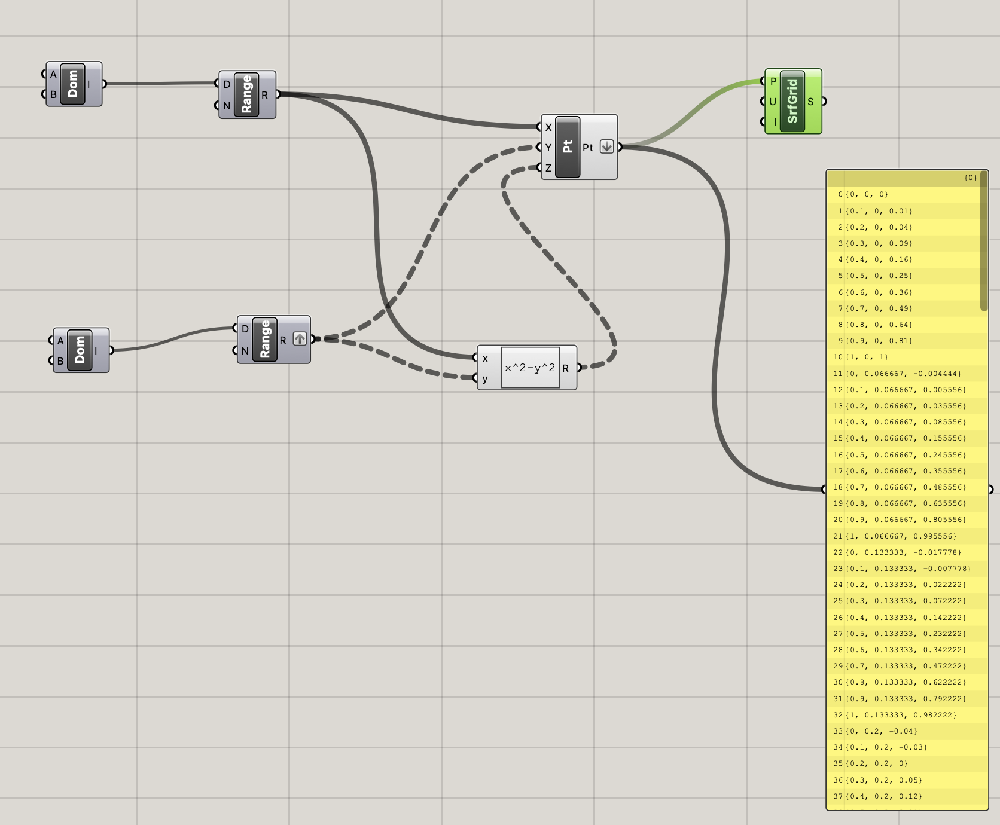 A
B
Dom
I
D
N
Range
R
X
Y
Z
Pt
Pt
P
U
I
SrfGrid
S
A
B
Dom
I
D
N
Range
R
x
y
x^2-y^2
R
{0}
0 {0, 0, 0}
1 {0.1, 0, 0.01}
2 {0.2, 0, 0.04}
3 {0.3, 0, 0.09}
4 {0.4, 0, 0.16}
5 {0.5, 0, 0.25}
6 {0.6, 0, 0.36}
7 {0.7, 0, 0.49}
8 {0.8, 0, 0.64}
9 {0.9, 0, 0.81}
10 {1, 0, 1}
11 {0, 0.066667, -0.004444}
12 {0.1, 0.066667, 0.005556}
13 {0.2, 0.066667, 0.035556}
14 {0.3, 0.066667, 0.085556}
15 {0.4, 0.066667, 0.155556}
16 {0.5, 0.066667, 0.245556}
17 {0.6, 0.066667, 0.355556}
18 {0.7, 0.066667, 0.485556}
19 {0.8, 0.066667, 0.635556}
20 {0.9, 0.066667, 0.805556}
21 {1, 0.066667, 0.995556}
22 {0, 0.133333, -0.017778}
23 {0.1, 0.133333, -0.007778}
24 {0.2, 0.133333, 0.022222}
25 {0.3, 0.133333, 0.072222}
26 {0.4, 0.133333, 0.142222}
27 {0.5, 0.133333, 0.232222}
28 {0.6, 0.133333, 0.342222}
29 {0.7, 0.133333, 0.472222}
30 {0.8, 0.133333, 0.622222}
31 {0.9, 0.133333, 0.792222}
32 {1, 0.133333, 0.982222}
33 {0, 0.2, -0.04}
34 {0.1, 0.2, -0.03}
35 {0.2, 0.2, 0}
36 {0.3, 0.2, 0.05}
37 {0.4, 0.2, 0.12}